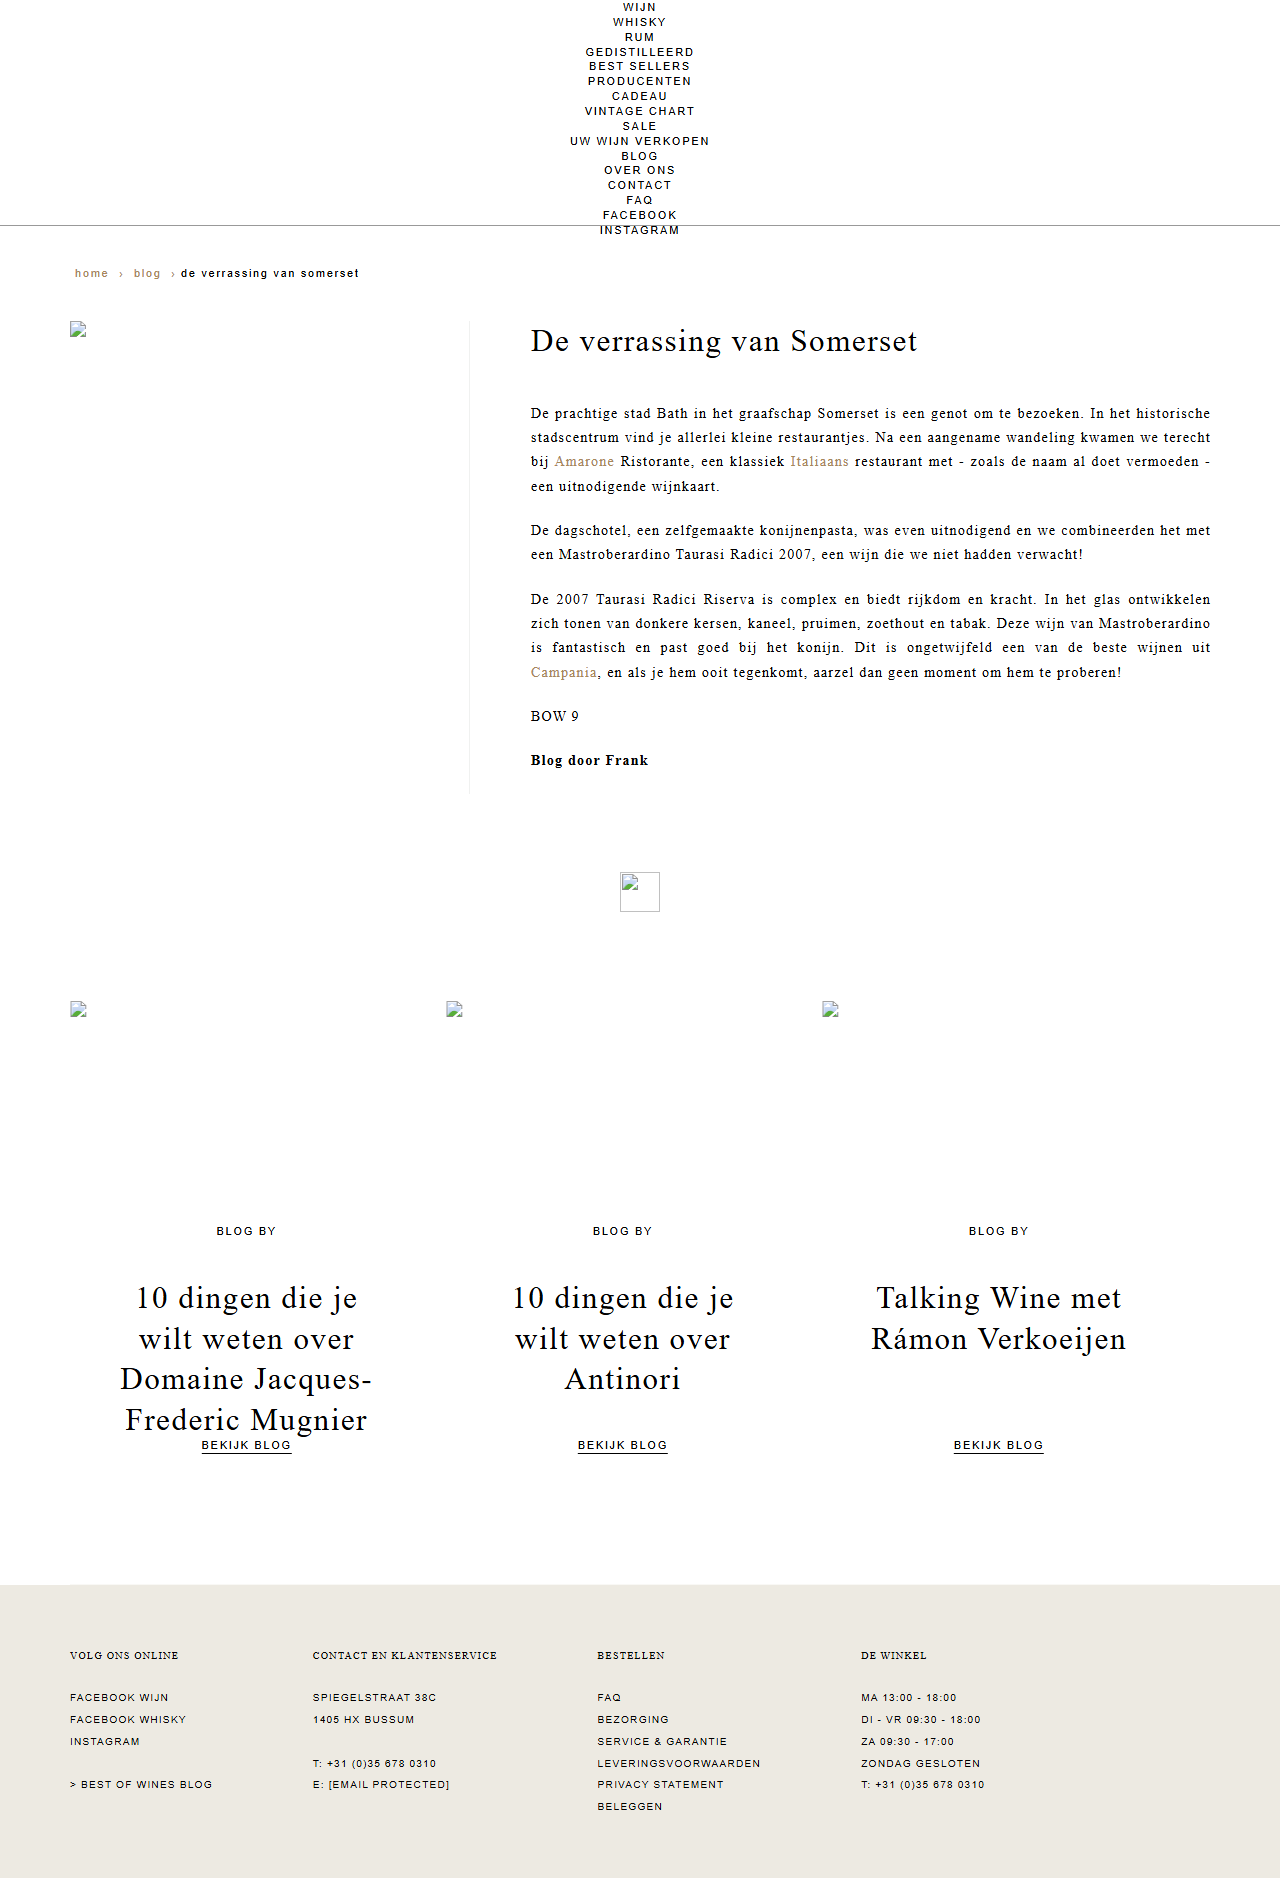 WIJN
WHISKY
RUM
GEDISTILLEERD
BEST SELLERS
PRODUCENTEN
CADEAU
VINTAGE CHART
SALE
UW WIJN VERKOPEN
BLOG
OVER ONS
CONTACT
FAQ
FACEBOOK
INSTAGRAM
home › blog › de verrassing van somerset
De verrassing van Somerset
De prachtige stad Bath in het graafschap Somerset is een genot om te bezoeken. In het historische
stadscentrum vind je allerlei kleine restaurantjes. Na een aangename wandeling kwamen we terecht
bij Amarone Ristorante, een klassiek Italiaans restaurant met - zoals de naam al doet vermoeden -
een uitnodigende wijnkaart.
De dagschotel, een zelfgemaakte konijnenpasta, was even uitnodigend en we combineerden het met
een Mastroberardino Taurasi Radici 2007, een wijn die we niet hadden verwacht!
De 2007 Taurasi Radici Riserva is complex en biedt rijkdom en kracht. In het glas ontwikkelen
zich tonen van donkere kersen, kaneel, pruimen, zoethout en tabak. Deze wijn van Mastroberardino
is fantastisch en past goed bij het konijn. Dit is ongetwijfeld een van de beste wijnen uit
Campania, en als je hem ooit tegenkomt, aarzel dan geen moment om hem te proberen!
BOW 9
Blog door Frank
BLOG BY
10 dingen die je
wilt weten over
Domaine Jacques-
Frederic Mugnier
BEKIJK BLOG
BLOG BY
10 dingen die je
wilt weten over
Antinori
BEKIJK BLOG
BLOG BY
Talking Wine met
Rámon Verkoeijen
BEKIJK BLOG
VOLG ONS ONLINE
FACEBOOK WIJN
FACEBOOK WHISKY
INSTAGRAM
> BEST OF WINES BLOG
CONTACT EN KLANTENSERVICE
SPIEGELSTRAAT 38C
1405 HX BUSSUM
T: +31 (0)35 678 0310
E: [EMAIL PROTECTED]
BESTELLEN
FAQ
BEZORGING
SERVICE & GARANTIE
LEVERINGSVOORWAARDEN
PRIVACY STATEMENT
BELEGGEN
DE WINKEL
MA 13:00 - 18:00
DI - VR 09:30 - 18:00
ZA 09:30 - 17:00
ZONDAG GESLOTEN
T: +31 (0)35 678 0310